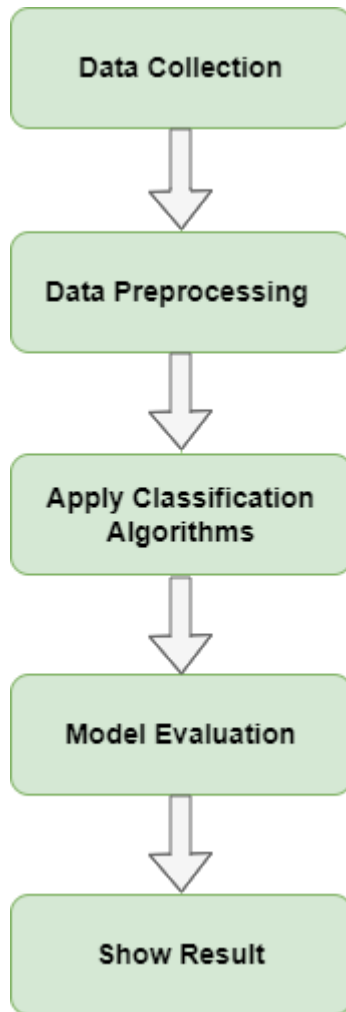 Data Collection
Data Preprocessing
Apply Classification
Algorithms
Model Evaluation
Show Result